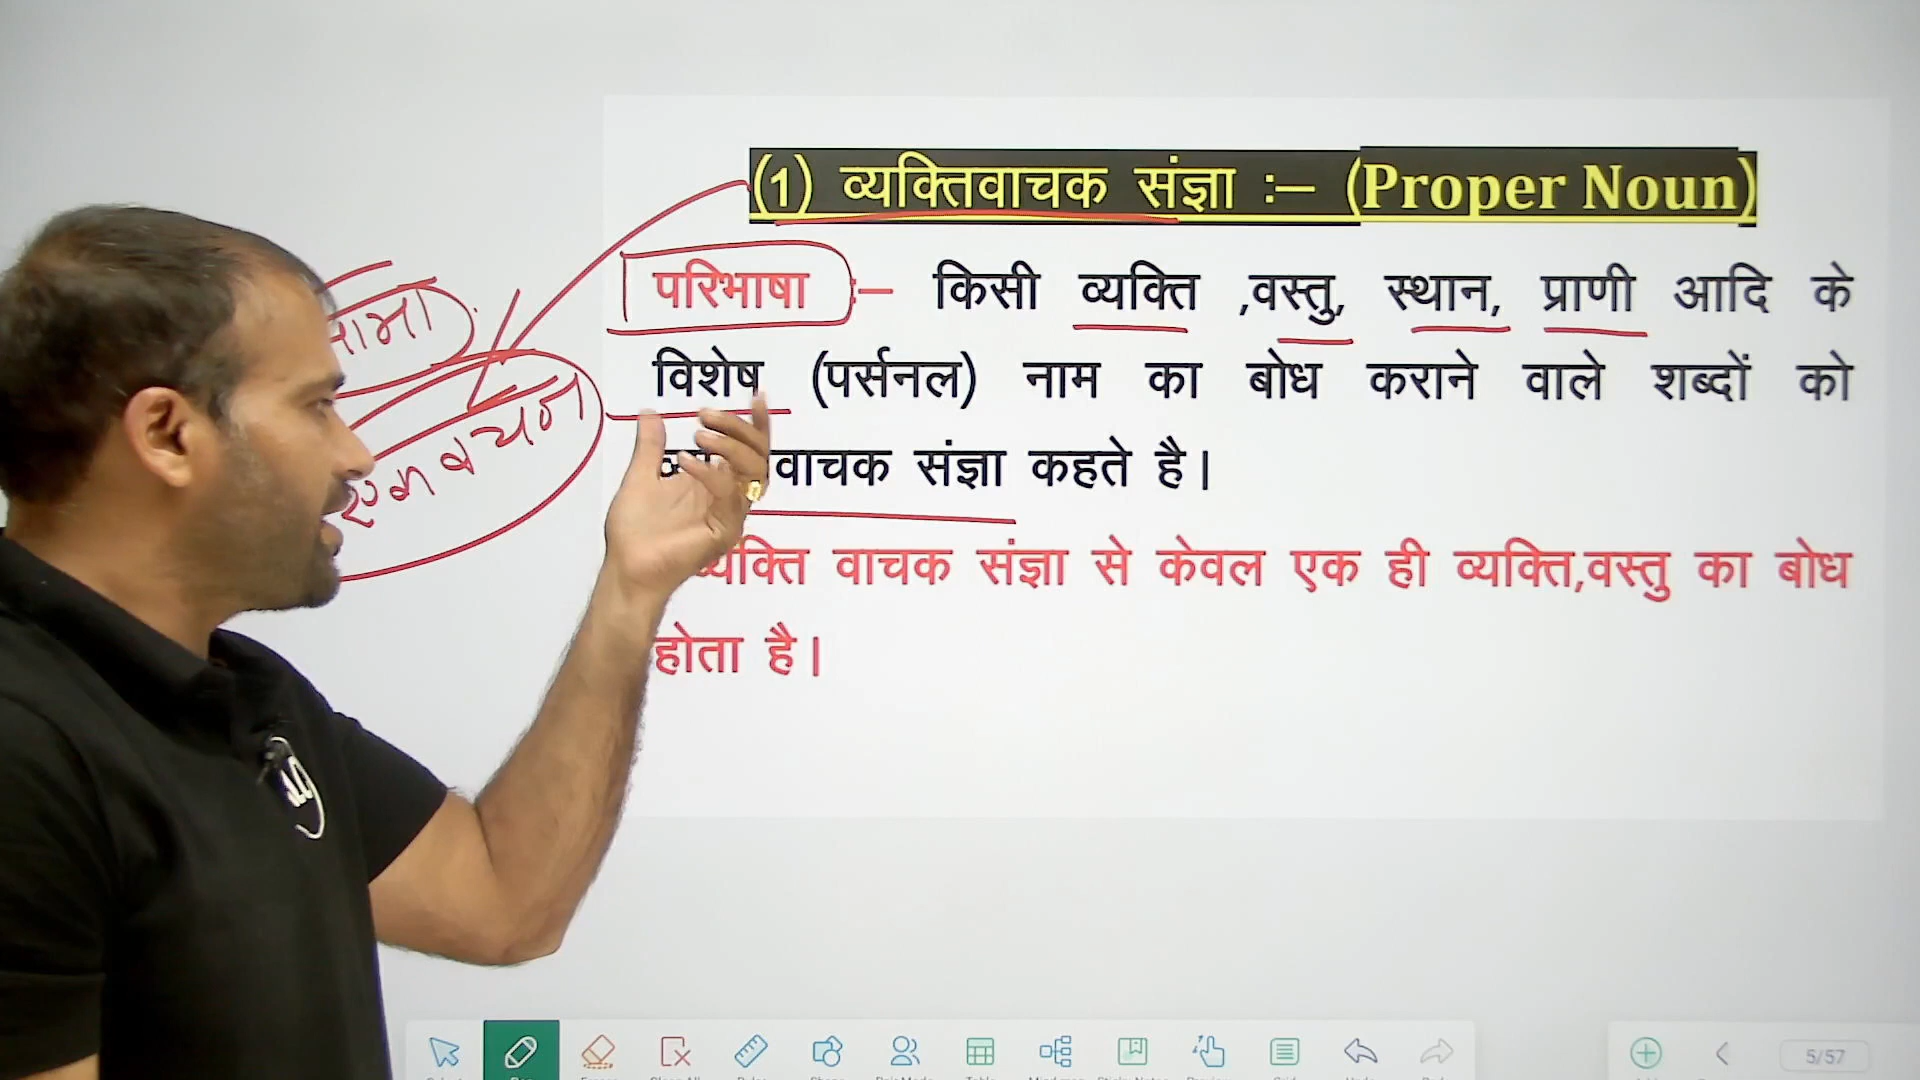 (1) व्यक्तिवाचक संज्ञा :– (Proper Noun)
परिभाषा :– किसी व्यक्ति ,वस्तु, स्थान, प्राणी आदि के
विशेष (पर्सनल) नाम का बोध कराने वाले शब्दों को
वाचक संज्ञा कहते है।
व्यक्ति वाचक संज्ञा से केवल एक ही व्यक्ति,वस्तु का बोध
होता है।
5/57